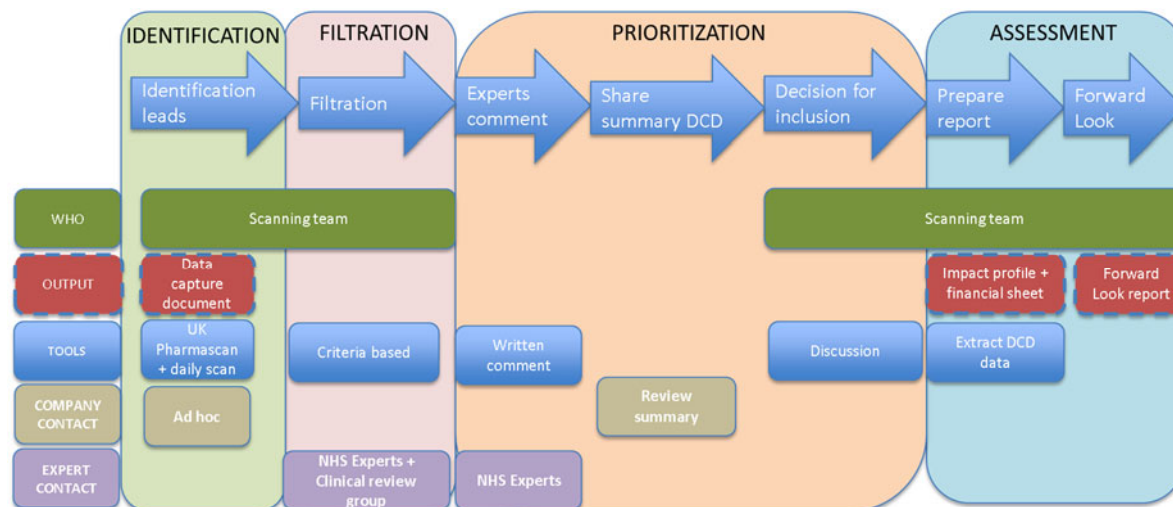 IDENTIFICATION
FILTRATION
PRIORITIZATION
ASSESSMENT
Identification
leads
Filtration
Experts
comment
Share
summary DCD
Decision for
inclusion
Prepare
report
Forward
Look
WHO
Scanning team
Scanning team
OUTPUT
Data
capture
document
Impact profile +
financial sheet
Forward
Look report
TOOLS
UK
Pharmascan
+ daily scan
Criteria based
Written
comment
Discussion
Extract DCD
data
COMPANY
CONTACT
Ad hoc
Review
summary
EXPERT
CONTACT
NHS Experts +
Clinical review
group
NHS Experts